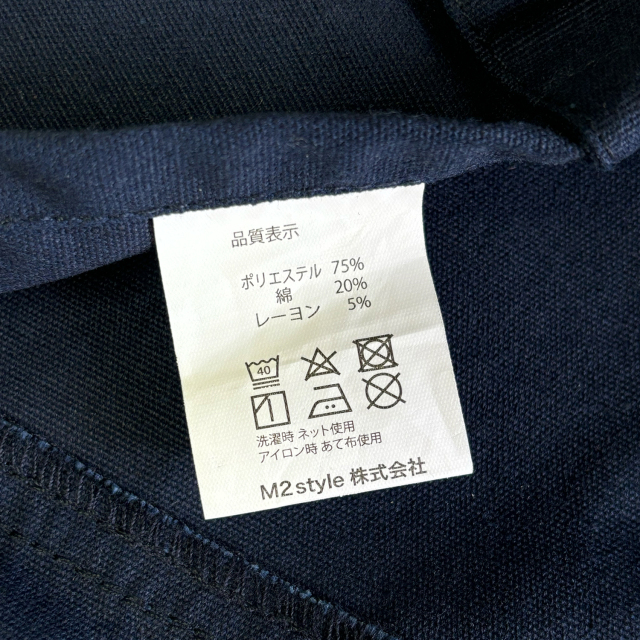 品質表示
ポリエステル 75%
綿 20%
レーヨン 5%
40
洗濯時 ネット使用
アイロン時 あて布使用
M2style 株式会社